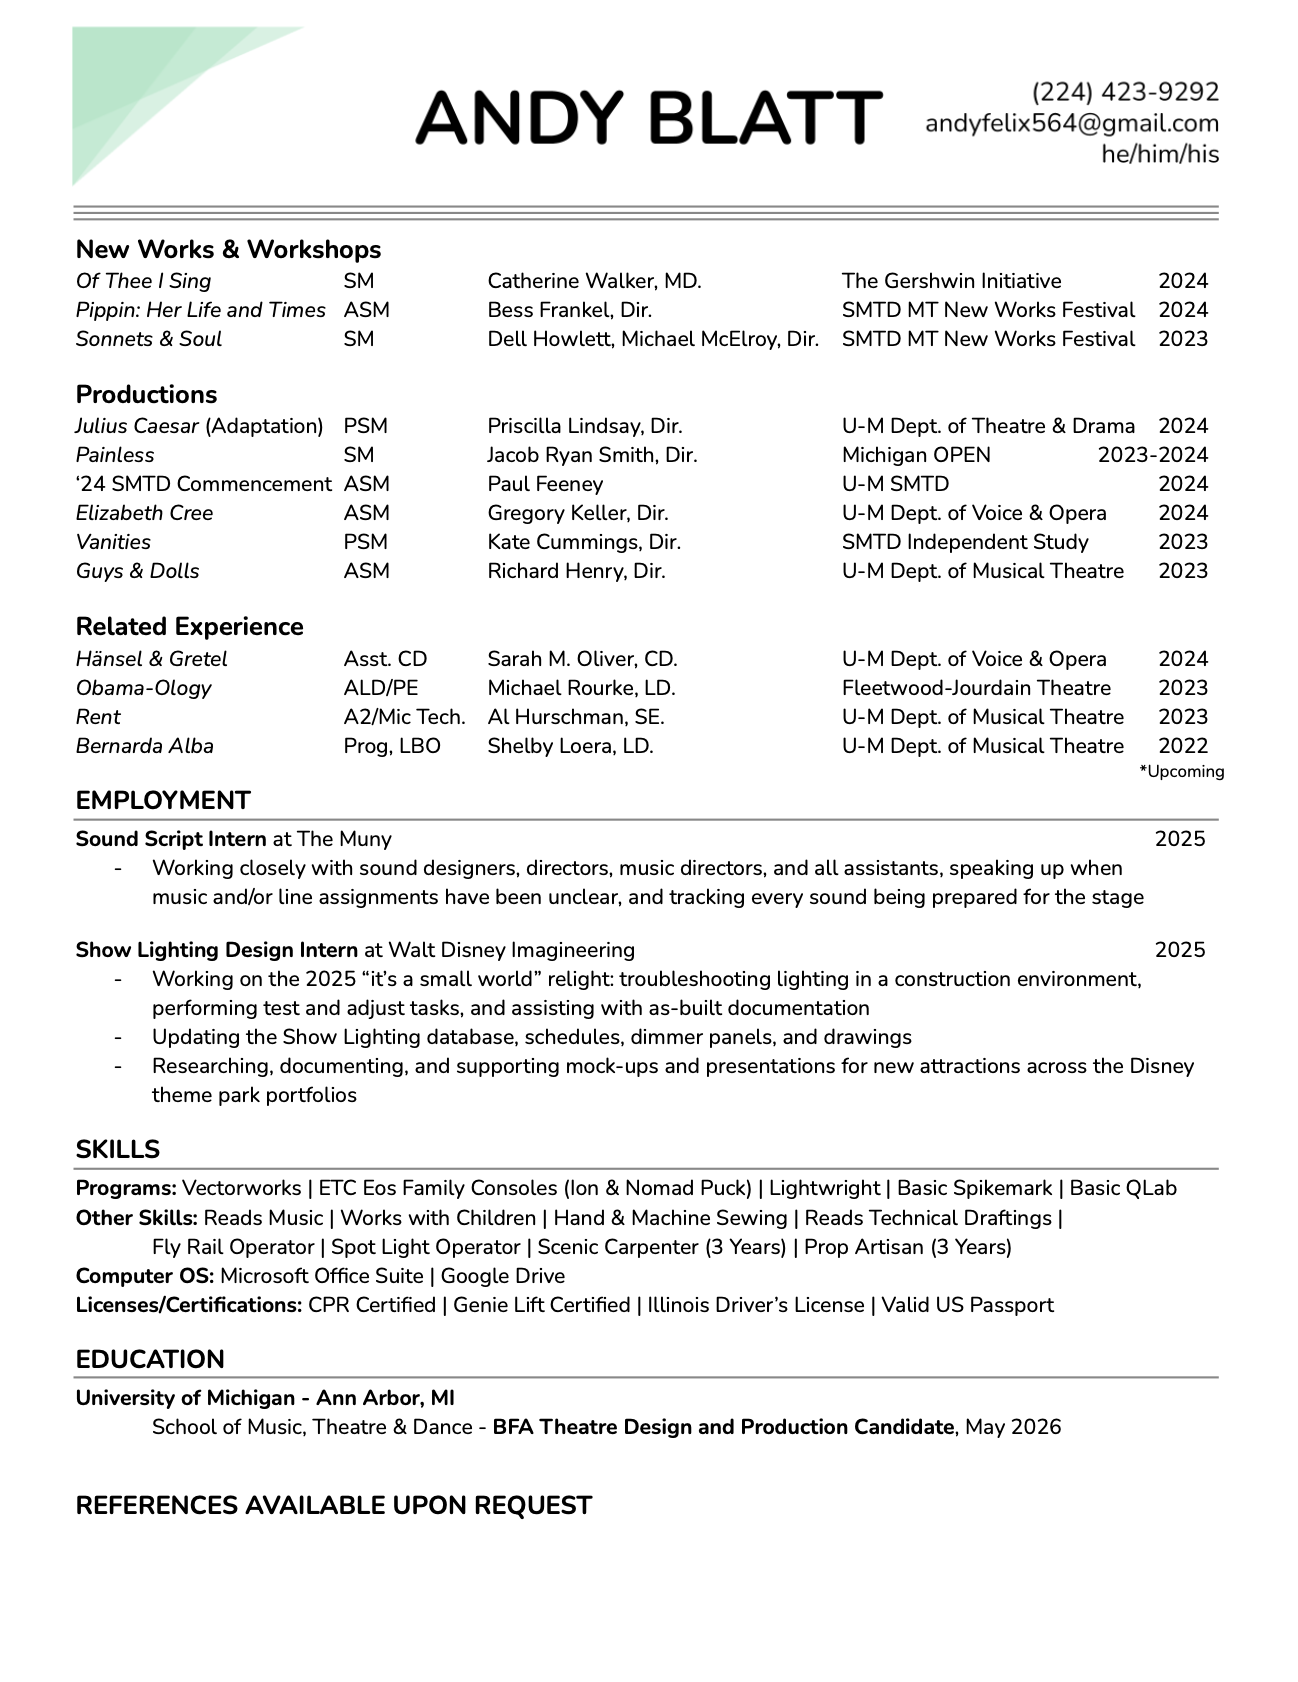 ANDY BLATT
(224) 423-9292
andyfelix564@gmail.com
he/him/his
New Works & Workshops
Of Thee I Sing SM Catherine Walker, MD. The Gershwin Initiative 2024
Pippin: Her Life and Times ASM Bess Frankel, Dir. SMTD MT New Works Festival 2024
Sonnets & Soul SM Dell Howlett, Michael McElroy, Dir. SMTD MT New Works Festival 2023
Productions
Julius Caesar (Adaptation) PSM Priscilla Lindsay, Dir. U-M Dept. of Theatre & Drama 2024
Painless SM Jacob Ryan Smith, Dir. Michigan OPEN 2023-2024
‘24 SMTD Commencement ASM Paul Feeney U-M SMTD 2024
Elizabeth Cree ASM Gregory Keller, Dir. U-M Dept. of Voice & Opera 2024
Vanities PSM Kate Cummings, Dir. SMTD Independent Study 2023
Guys & Dolls ASM Richard Henry, Dir. U-M Dept. of Musical Theatre 2023
Related Experience
Hänsel & Gretel Asst. CD Sarah M. Oliver, CD. U-M Dept. of Voice & Opera 2024
Obama-Ology ALD/PE Michael Rourke, LD. Fleetwood-Jourdain Theatre 2023
Rent A2/Mic Tech. Al Hurschman, SE. U-M Dept. of Musical Theatre 2023
Bernarda Alba Prog, LBO Shelby Loera, LD. U-M Dept. of Musical Theatre 2022
*Upcoming
EMPLOYMENT
Sound Script Intern at The Muny 2025
- Working closely with sound designers, directors, music directors, and all assistants, speaking up when
music and/or line assignments have been unclear, and tracking every sound being prepared for the stage
Show Lighting Design Intern at Walt Disney Imagineering 2025
- Working on the 2025 “it’s a small world” relight: troubleshooting lighting in a construction environment,
performing test and adjust tasks, and assisting with as-built documentation
- Updating the Show Lighting database, schedules, dimmer panels, and drawings
- Researching, documenting, and supporting mock-ups and presentations for new attractions across the Disney
theme park portfolios
SKILLS
Programs: Vectorworks | ETC Eos Family Consoles (Ion & Nomad Puck) | Lightwright | Basic Spikemark | Basic QLab
Other Skills: Reads Music | Works with Children | Hand & Machine Sewing | Reads Technical Draftings |
Fly Rail Operator | Spot Light Operator | Scenic Carpenter (3 Years) | Prop Artisan (3 Years)
Computer OS: Microsoft Office Suite | Google Drive
Licenses/Certifications: CPR Certified | Genie Lift Certified | Illinois Driver’s License | Valid US Passport
EDUCATION
University of Michigan - Ann Arbor, MI
School of Music, Theatre & Dance - BFA Theatre Design and Production Candidate, May 2026
REFERENCES AVAILABLE UPON REQUEST